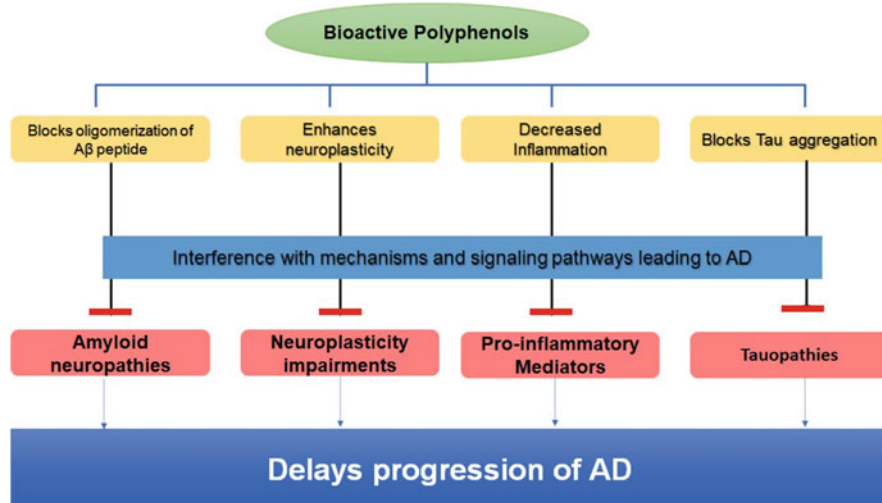 Bioactive Polyphenols
Blocks oligomerization of
Aβ peptide
Enhances
neuroplasticity
Decreased
Inflammation
Blocks Tau aggregation
Interference with mechanisms and signaling pathways leading to AD
Amyloid
neuropathies
Neuroplasticity
impairments
Pro-inflammatory
Mediators
Tauopathies
Delays progression of AD